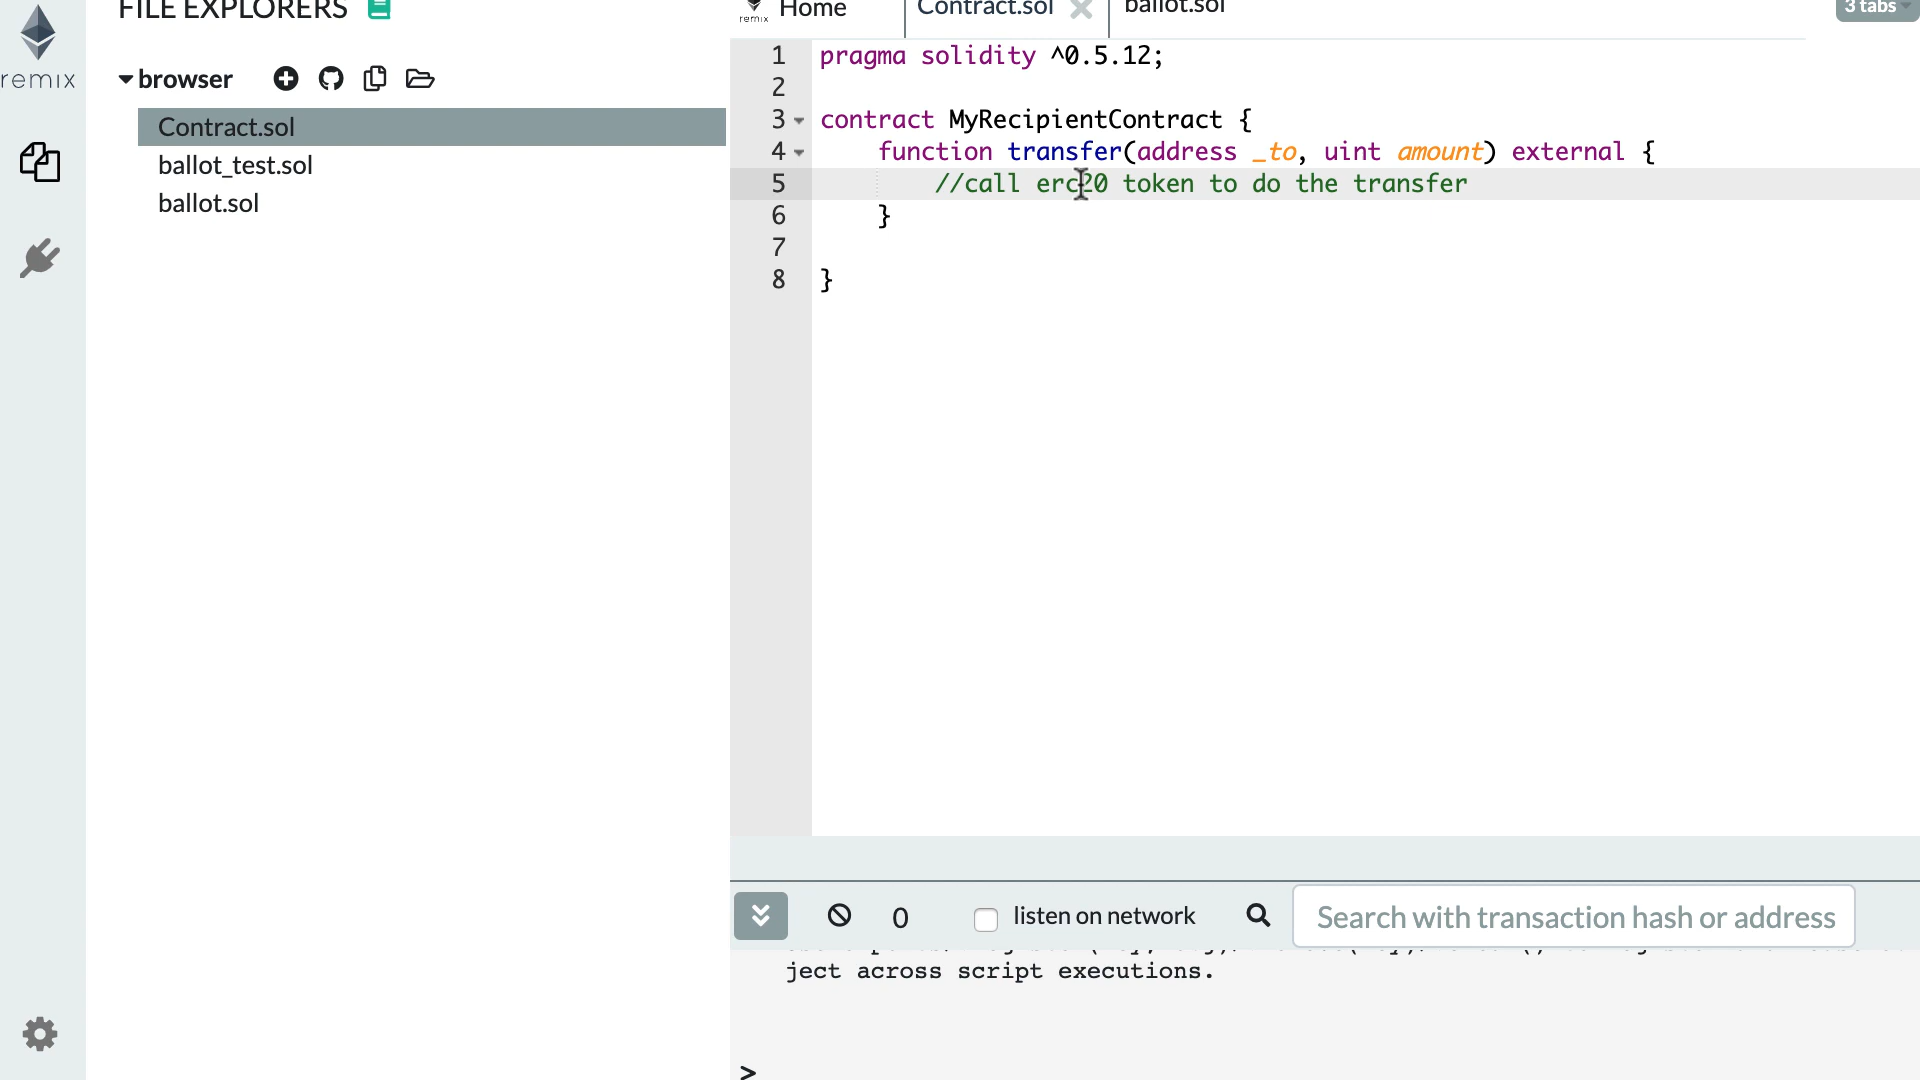 FILE EXPLORERS
remix
browser
Contract.sol
ballot_test.sol
ballot.sol
remix
Home
Contract.sol
ballot.sol
3 tabs
1 pragma solidity ^0.5.12;
2
3 contract MyRecipientContract {
4 function transfer(address _to, uint amount) external {
5 //call erc20 token to do the transfer
6 }
7
8 }
0
listen on network
Search with transaction hash or address
ject across script executions.
>